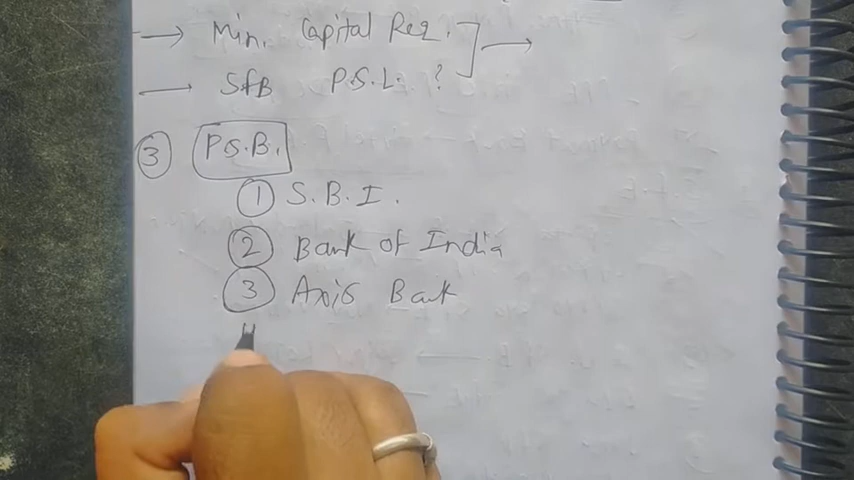 → Min. Capital Req. ] →
— SFB P.S.L. ?
③ P.S.B.
① S.B.I.
② Bank of India
③ Axis Bank